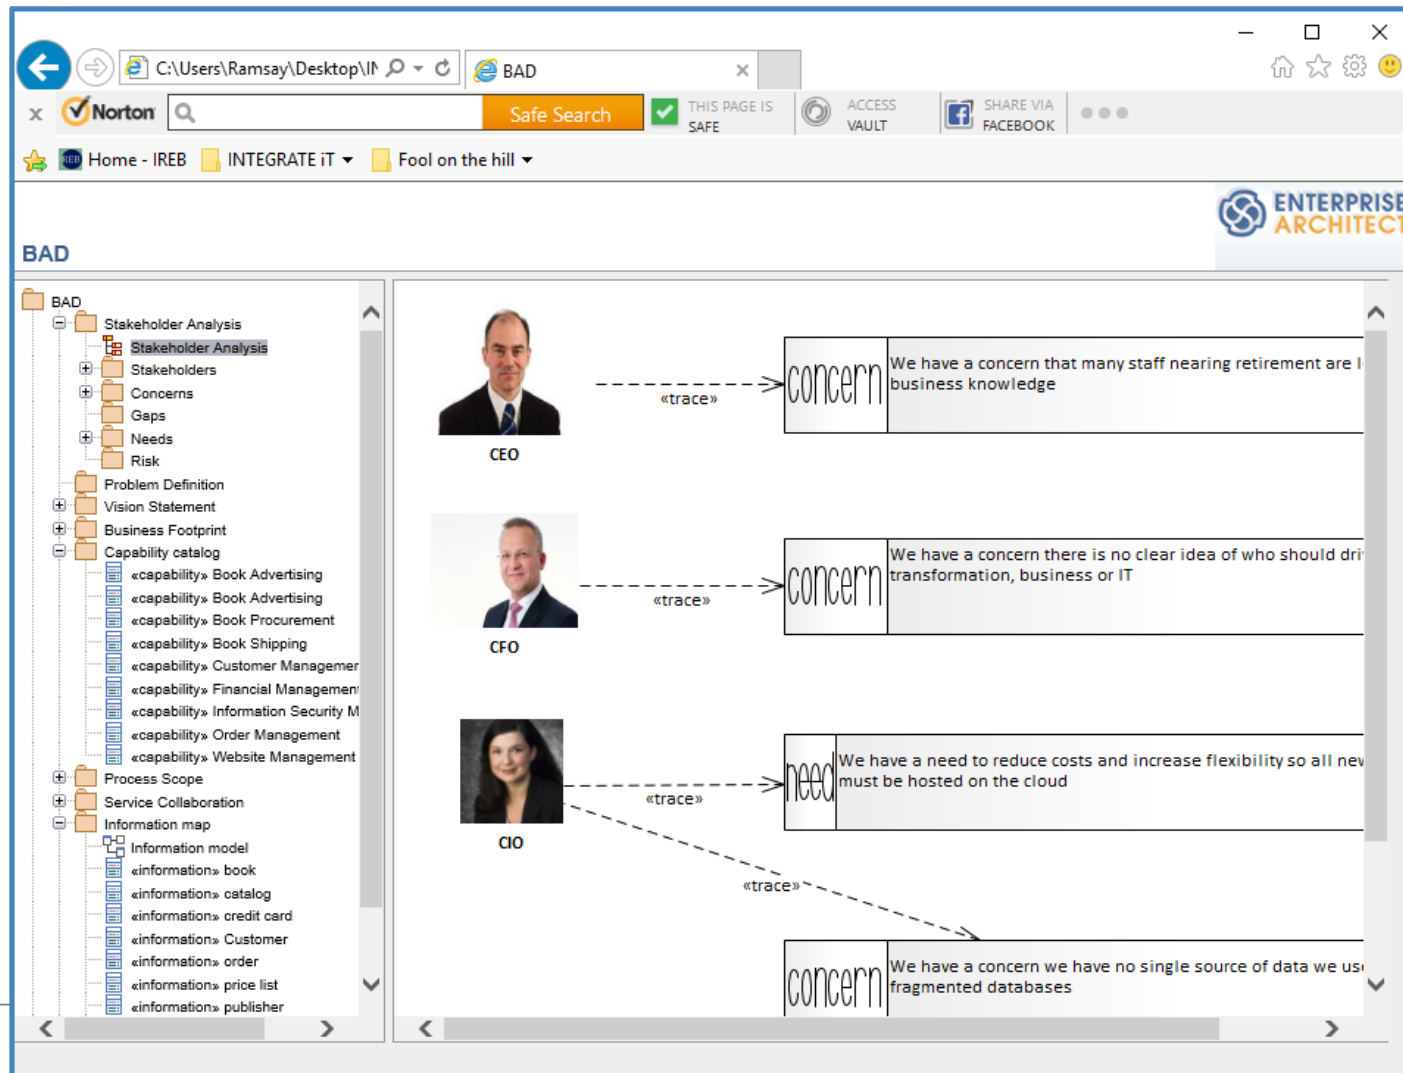 C:\Users\Ramsay\Desktop\IN
BAD
Norton
Safe Search
THIS PAGE IS
SAFE
ACCESS
VAULT
SHARE VIA
FACEBOOK
Home - IREB
INTEGRATE iT
Fool on the hill
ENTERPRISE
ARCHITECT
BAD
BAD
Stakeholder Analysis
Stakeholder Analysis
Stakeholders
Concerns
Gaps
Needs
Risk
Problem Definition
Vision Statement
Business Footprint
Capability catalog
«capability» Book Advertising
«capability» Book Advertising
«capability» Book Procurement
«capability» Book Shipping
«capability» Customer Managemen
«capability» Financial Management
«capability» Information Security M
«capability» Order Management
«capability» Website Management
Process Scope
Service Collaboration
Information map
Information model
«information» book
«information» catalog
«information» credit card
«information» Customer
«information» order
«information» price list
«information» publisher
CEO
«trace»
concern
We have a concern that many staff nearing retirement are
business knowledge
CFO
«trace»
concern
We have a concern there is no clear idea of who should dri
transformation, business or IT
CIO
«trace»
need
We have a need to reduce costs and increase flexibility so all new
must be hosted on the cloud
«trace»
concern
We have a concern we have no single source of data we us
fragmented databases